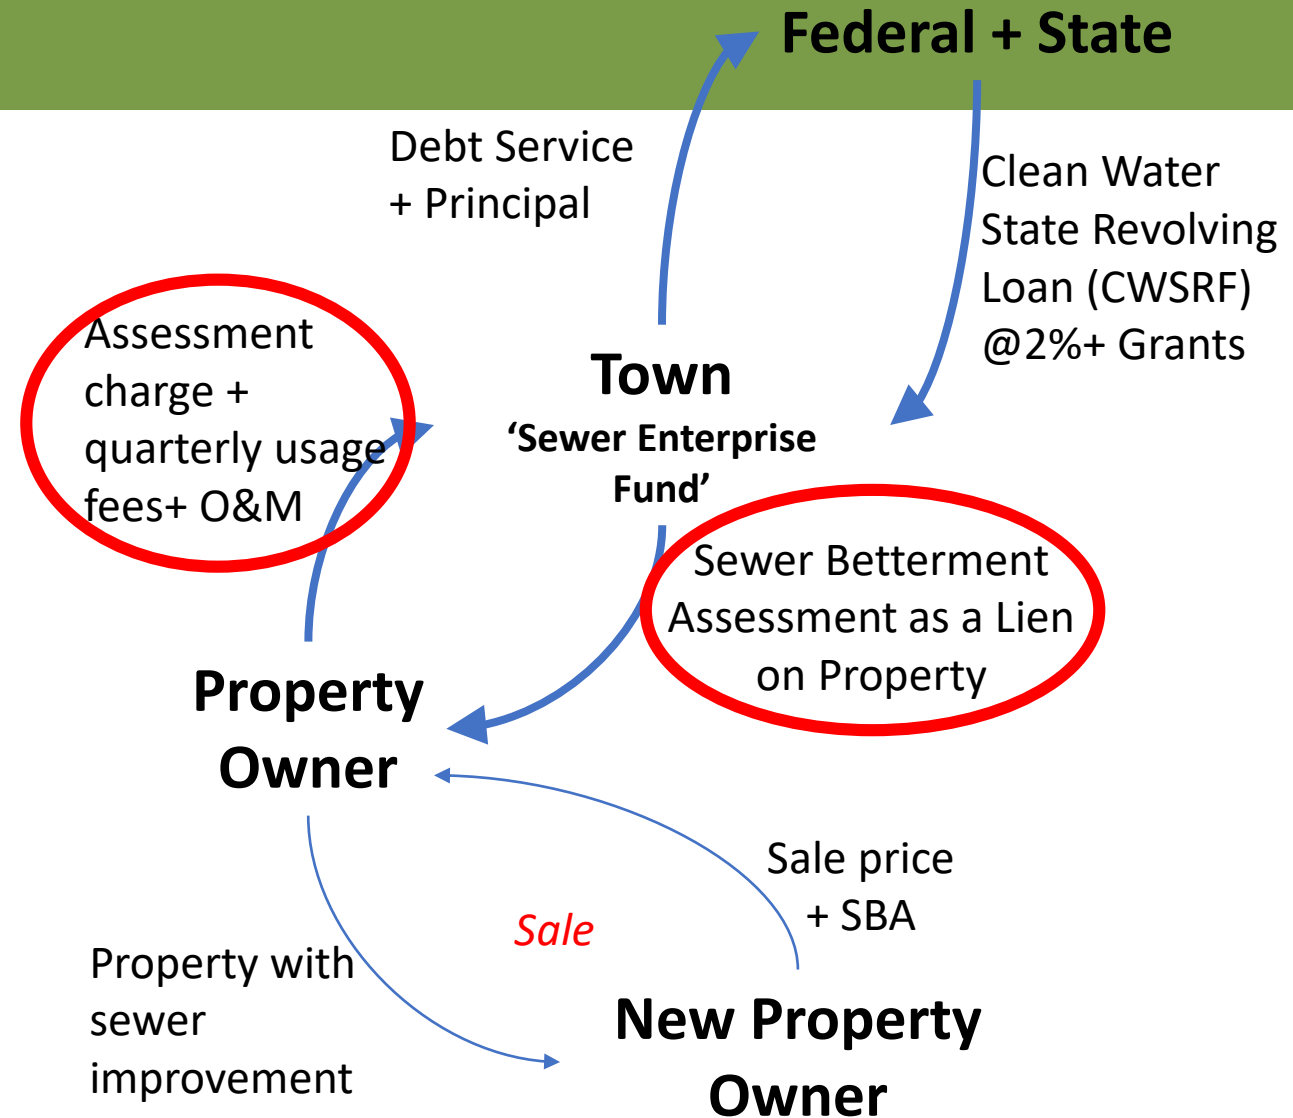 Federal + State
Debt Service
+ Principal
Clean Water
State Revolving
Loan (CWSRF)
@2%+ Grants
Assessment
charge +
quarterly usage
fees+ O&M
Town
‘Sewer Enterprise
Fund’
Sewer Betterment
Assessment as a Lien
on Property
Property
Owner
Sale price
+ SBA
Sale
Property with
sewer
improvement
New Property
Owner